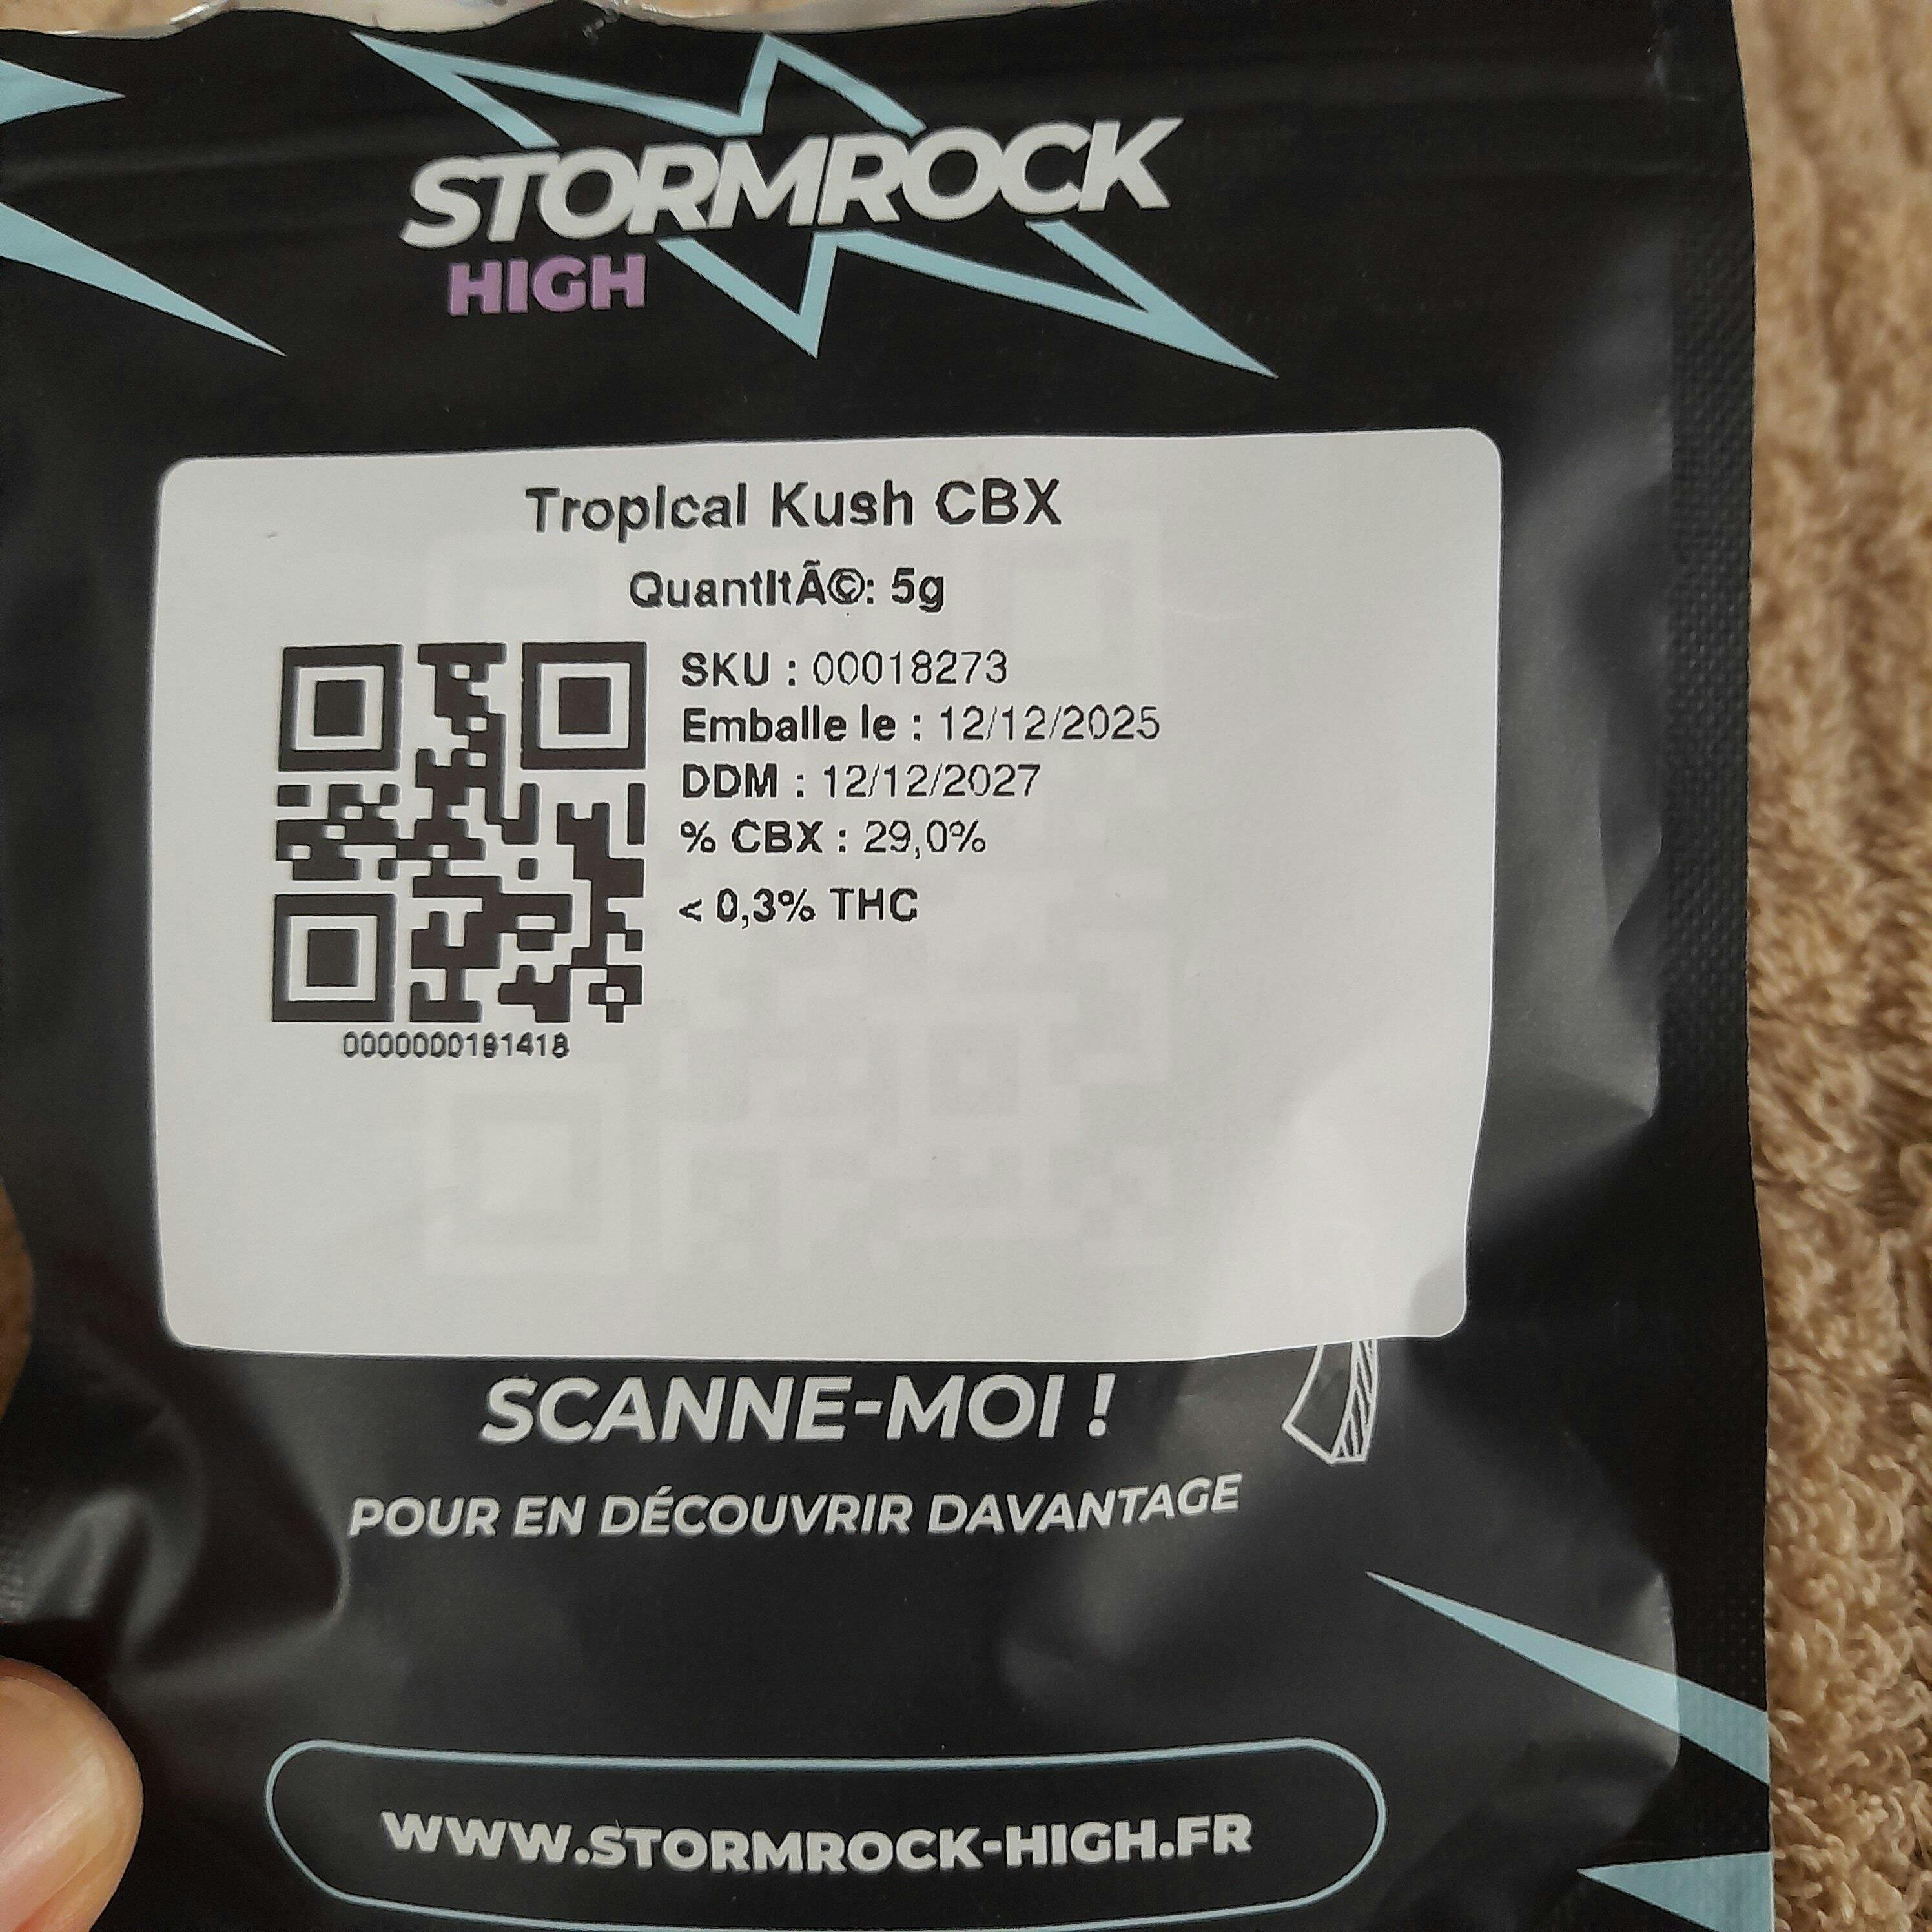 STORMROCK
HIGH
Tropical Kush CBX
QuantitÃ©: 5g
SKU : 00018273
Emballe le : 12/12/2025
DDM : 12/12/2027
% CBX : 29,0%
< 0,3% THC
0000000191418
SCANNE-MOI !
POUR EN DÉCOUVRIR DAVANTAGE
WWW.STORMROCK-HIGH.FR